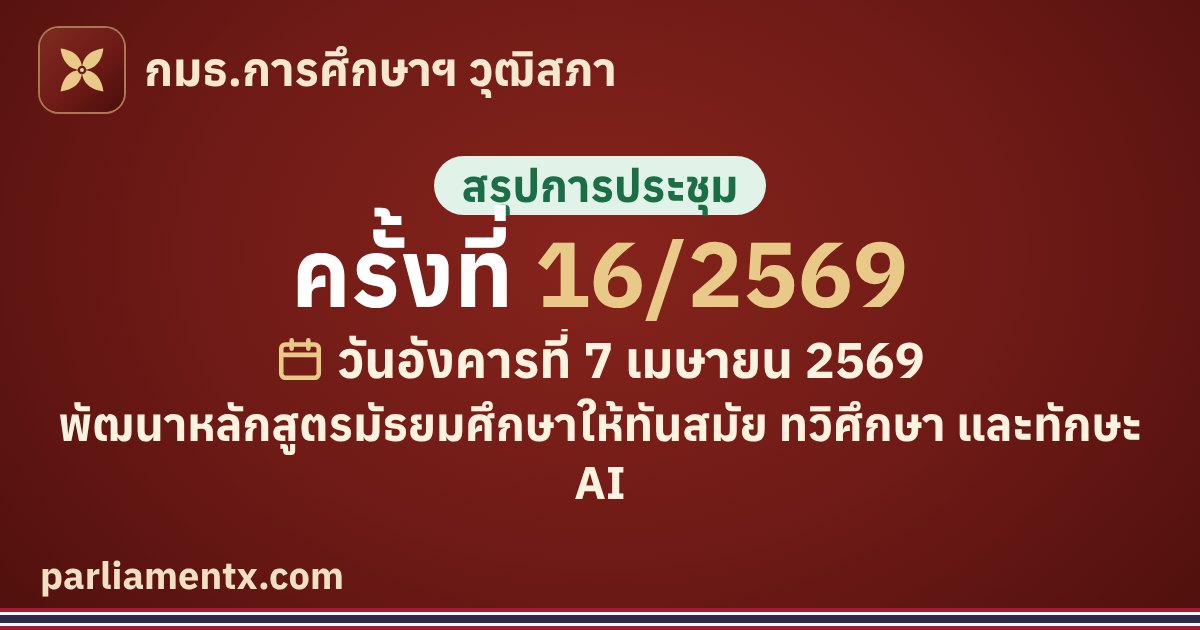 กมธ.การศึกษาฯ วุฒิสภา
สรุปการประชุม
ครั้งที่ 16/2569
วันอังคารที่ 7 เมษายน 2569
พัฒนาหลักสูตรมัธยมศึกษาให้ทันสมัย ทวิศึกษา และทักษะ
AI
parliamentx.com